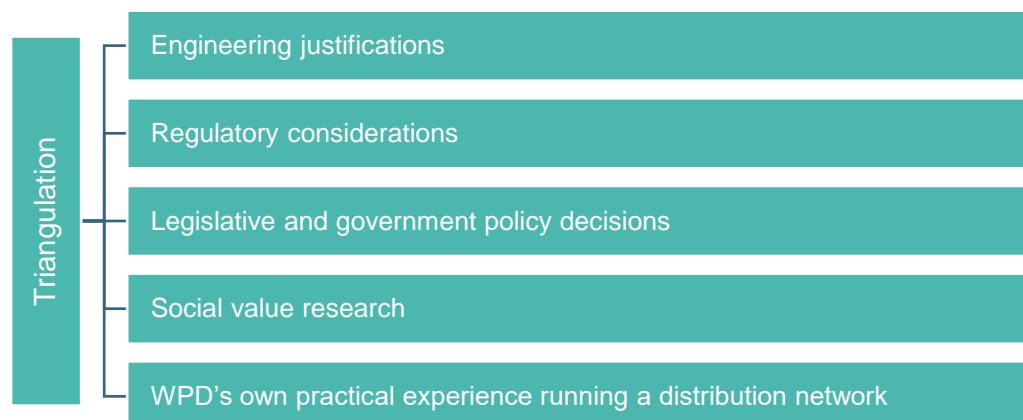 Triangulation
Engineering justifications
Regulatory considerations
Legislative and government policy decisions
Social value research
WPD's own practical experience running a distribution network